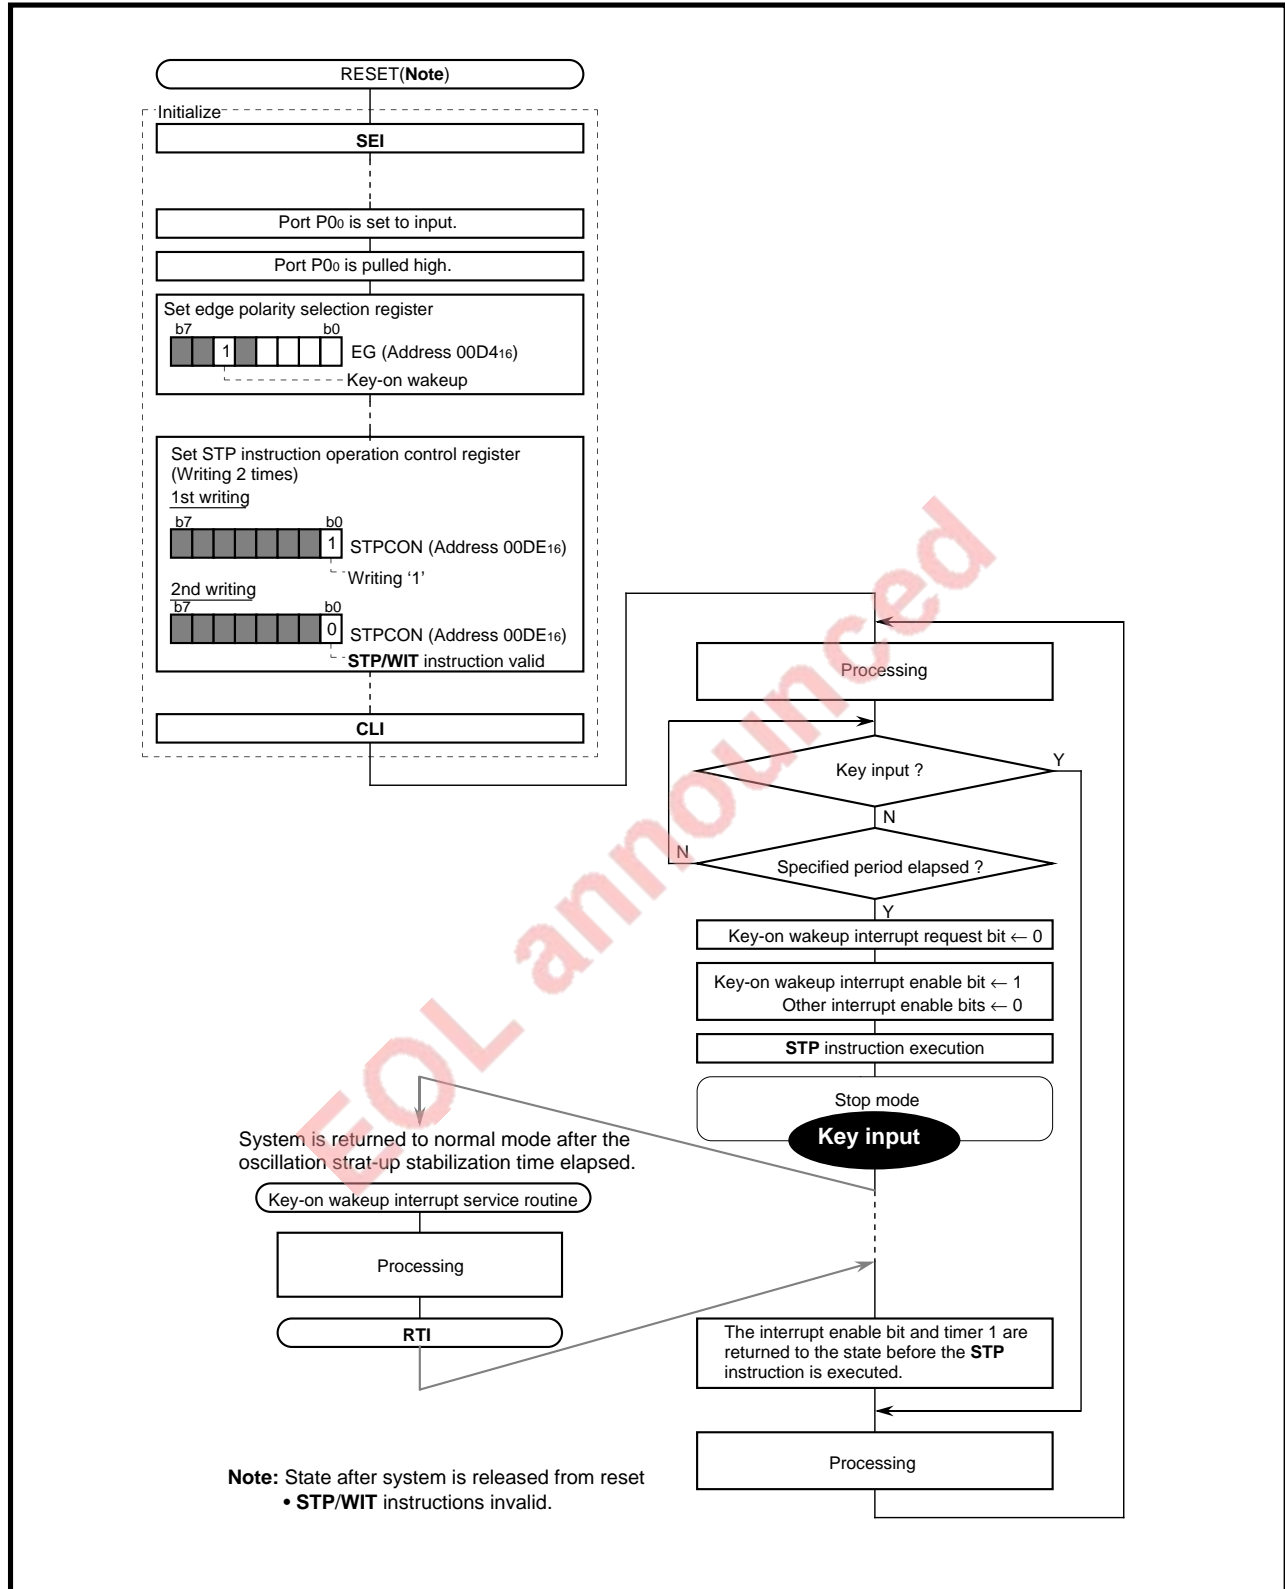 RESET(Note)
Initialize
SEI
Port P00 is set to input.
Port P00 is pulled high.
Set edge polarity selection register
b7 b0
1 EG (Address 00D416)
Key-on wakeup
Set STP instruction operation control register
(Writing 2 times)
1st writing
b7 b0
1 STPCON (Address 00DE16)
Writing ‘1’
2nd writing
b7 b0
0 STPCON (Address 00DE16)
STP/WIT instruction valid
CLI
Processing
Key input ?
Y
N
Specified period elapsed ?
N
Y
Key-on wakeup interrupt request bit ← 0
Key-on wakeup interrupt enable bit ← 1
Other interrupt enable bits ← 0
STP instruction execution
Stop mode
Key input
System is returned to normal mode after the
oscillation strat-up stabilization time elapsed.
Key-on wakeup interrupt service routine
Processing
RTI
The interrupt enable bit and timer 1 are
returned to the state before the STP
instruction is executed.
Processing
Note: State after system is released from reset
• STP/WIT instructions invalid.
EOL announced